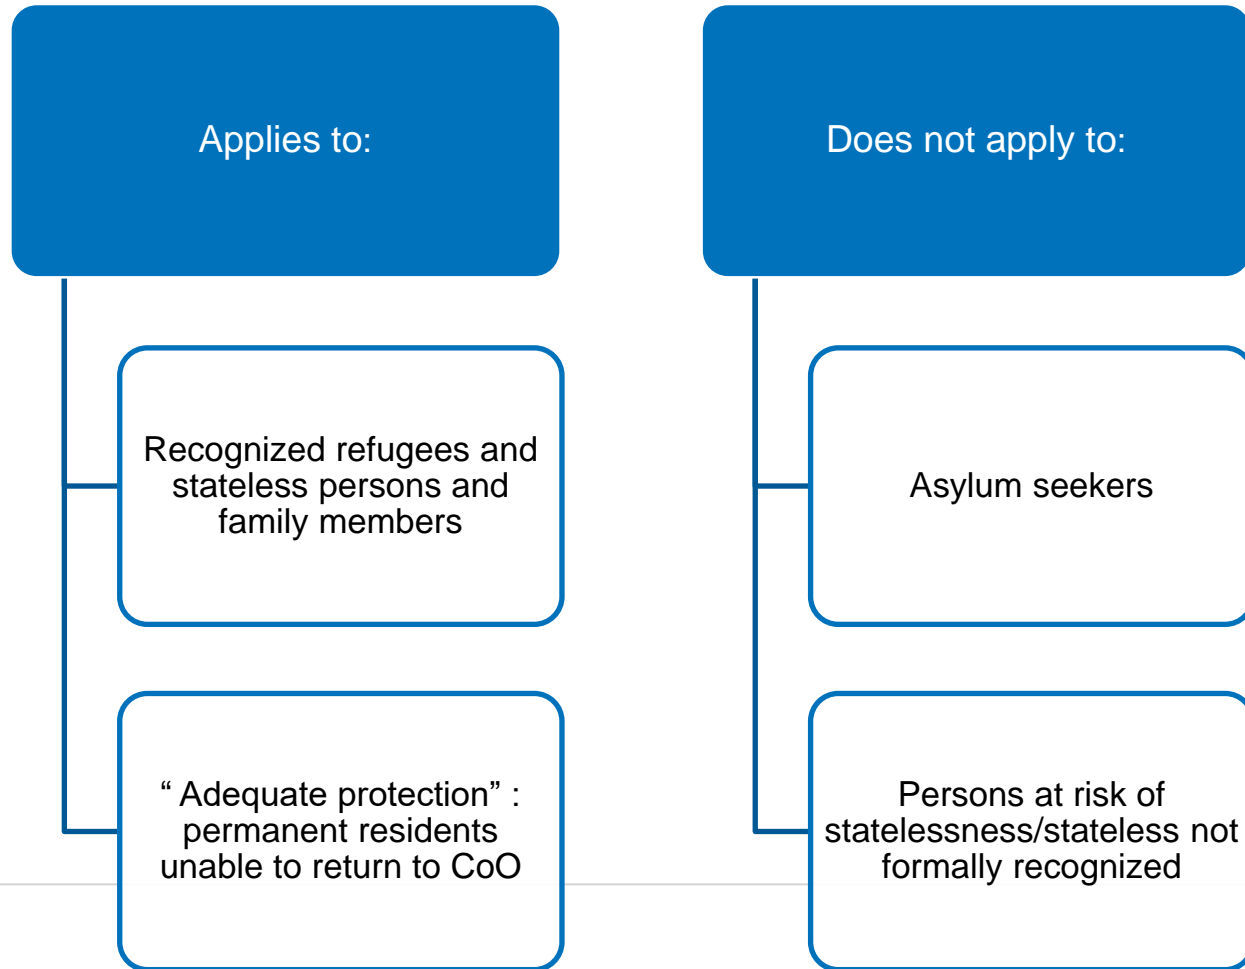 Applies to:
Recognized refugees and
stateless persons and
family members
“ Adequate protection” :
permanent residents
unable to return to CoO
Does not apply to:
Asylum seekers
Persons at risk of
statelessness/stateless not
formally recognized